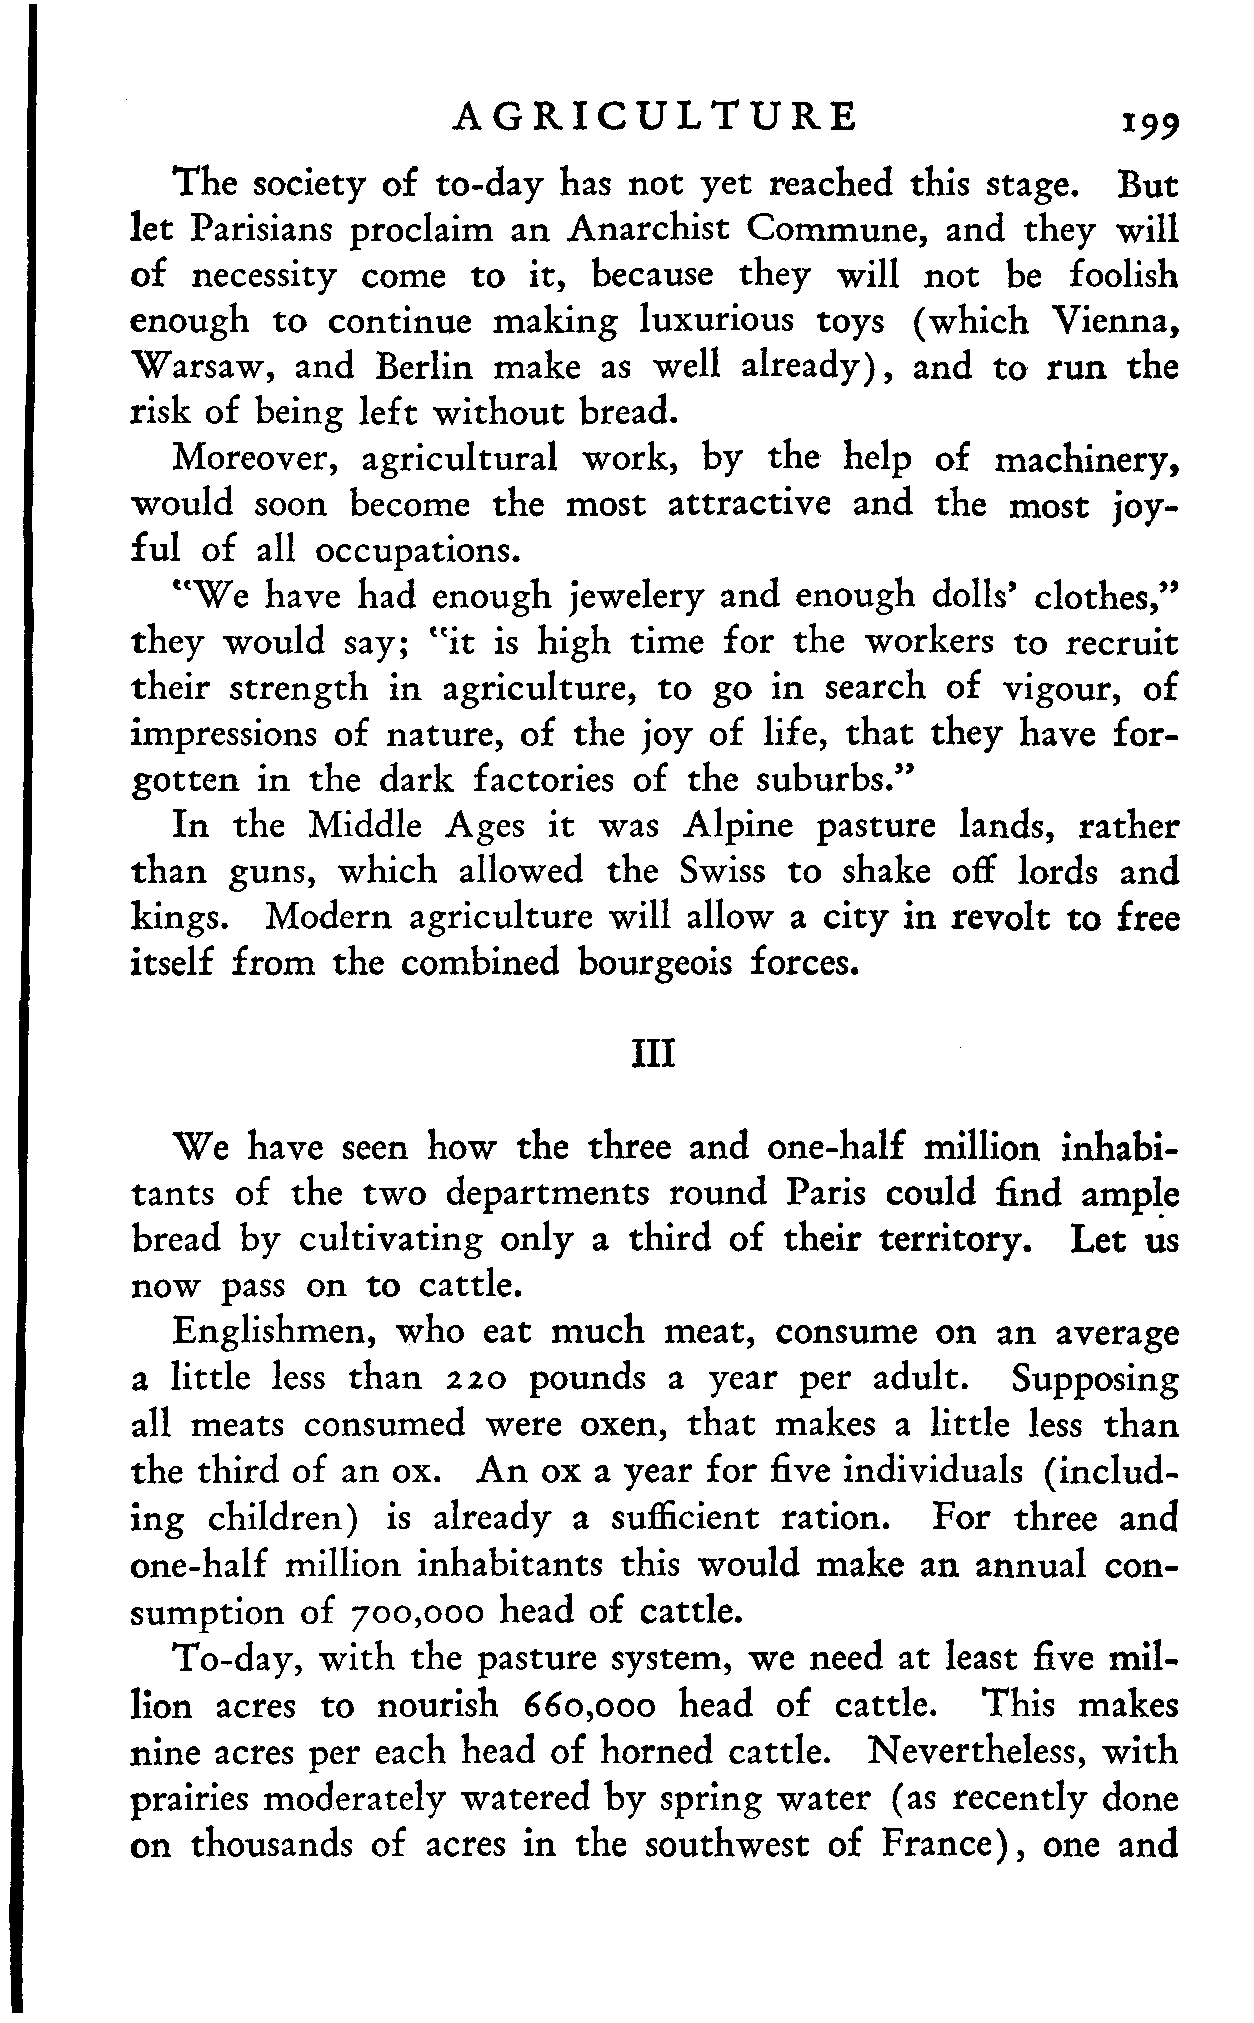 AGRICULTURE 199
The society of to-day has not yet reached this stage. But
let Parisians proclaim an Anarchist Commune, and they will
of necessity come to it, because they will not be foolish
enough to continue making luxurious toys (which Vienna,
Warsaw, and Berlin make as well already), and to run the
risk of being left without bread.
Moreover, agricultural work, by the help of machinery,
would soon become the most attractive and the most joy-
ful of all occupations.
"We have had enough jewelery and enough dolls' clothes,"
they would say; "it is high time for the workers to recruit
their strength in agriculture, to go in search of vigour, of
impressions of nature, of the joy of life, that they have for-
gotten in the dark factories of the suburbs."
In the Middle Ages it was Alpine pasture lands, rather
than guns, which allowed the Swiss to shake off lords and
kings. Modern agriculture will allow a city in revolt to free
itself from the combined bourgeois forces.
III
We have seen how the three and one-half million inhabi-
tants of the two departments round Paris could find ample
bread by cultivating only a third of their territory. Let us
now pass on to cattle.
Englishmen, who eat much meat, consume on an average
a little less than 220 pounds a year per adult. Supposing
all meats consumed were oxen, that makes a little less than
the third of an ox. An ox a year for five individuals (includ-
ing children) is already a sufficient ration. For three and
one-half million inhabitants this would make an annual con-
sumption of 700,000 head of cattle.
To-day, with the pasture system, we need at least five mil-
lion acres to nourish 660,000 head of cattle. This makes
nine acres per each head of horned cattle. Nevertheless, with
prairies moderately watered by spring water (as recently done
on thousands of acres in the southwest of France), one and